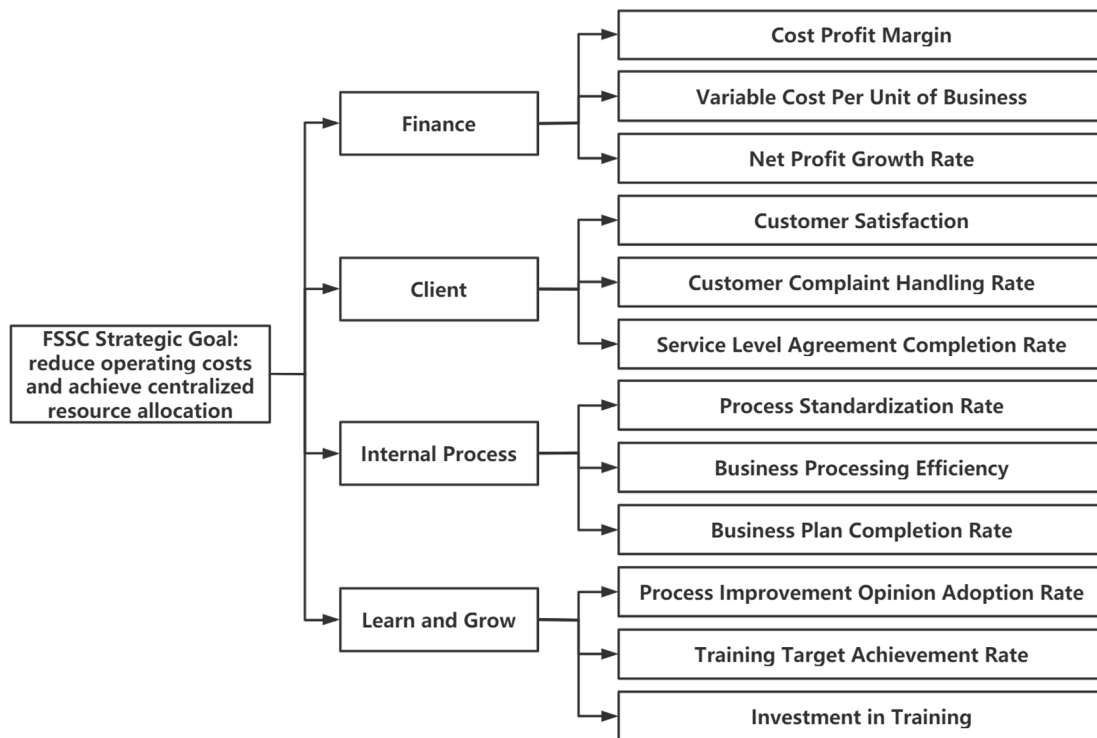 FSSC Strategic Goal:
reduce operating costs
and achieve centralized
resource allocation
Finance
Cost Profit Margin
Variable Cost Per Unit of Business
Net Profit Growth Rate
Client
Customer Satisfaction
Customer Complaint Handling Rate
Service Level Agreement Completion Rate
Internal Process
Process Standardization Rate
Business Processing Efficiency
Business Plan Completion Rate
Learn and Grow
Process Improvement Opinion Adoption Rate
Training Target Achievement Rate
Investment in Training